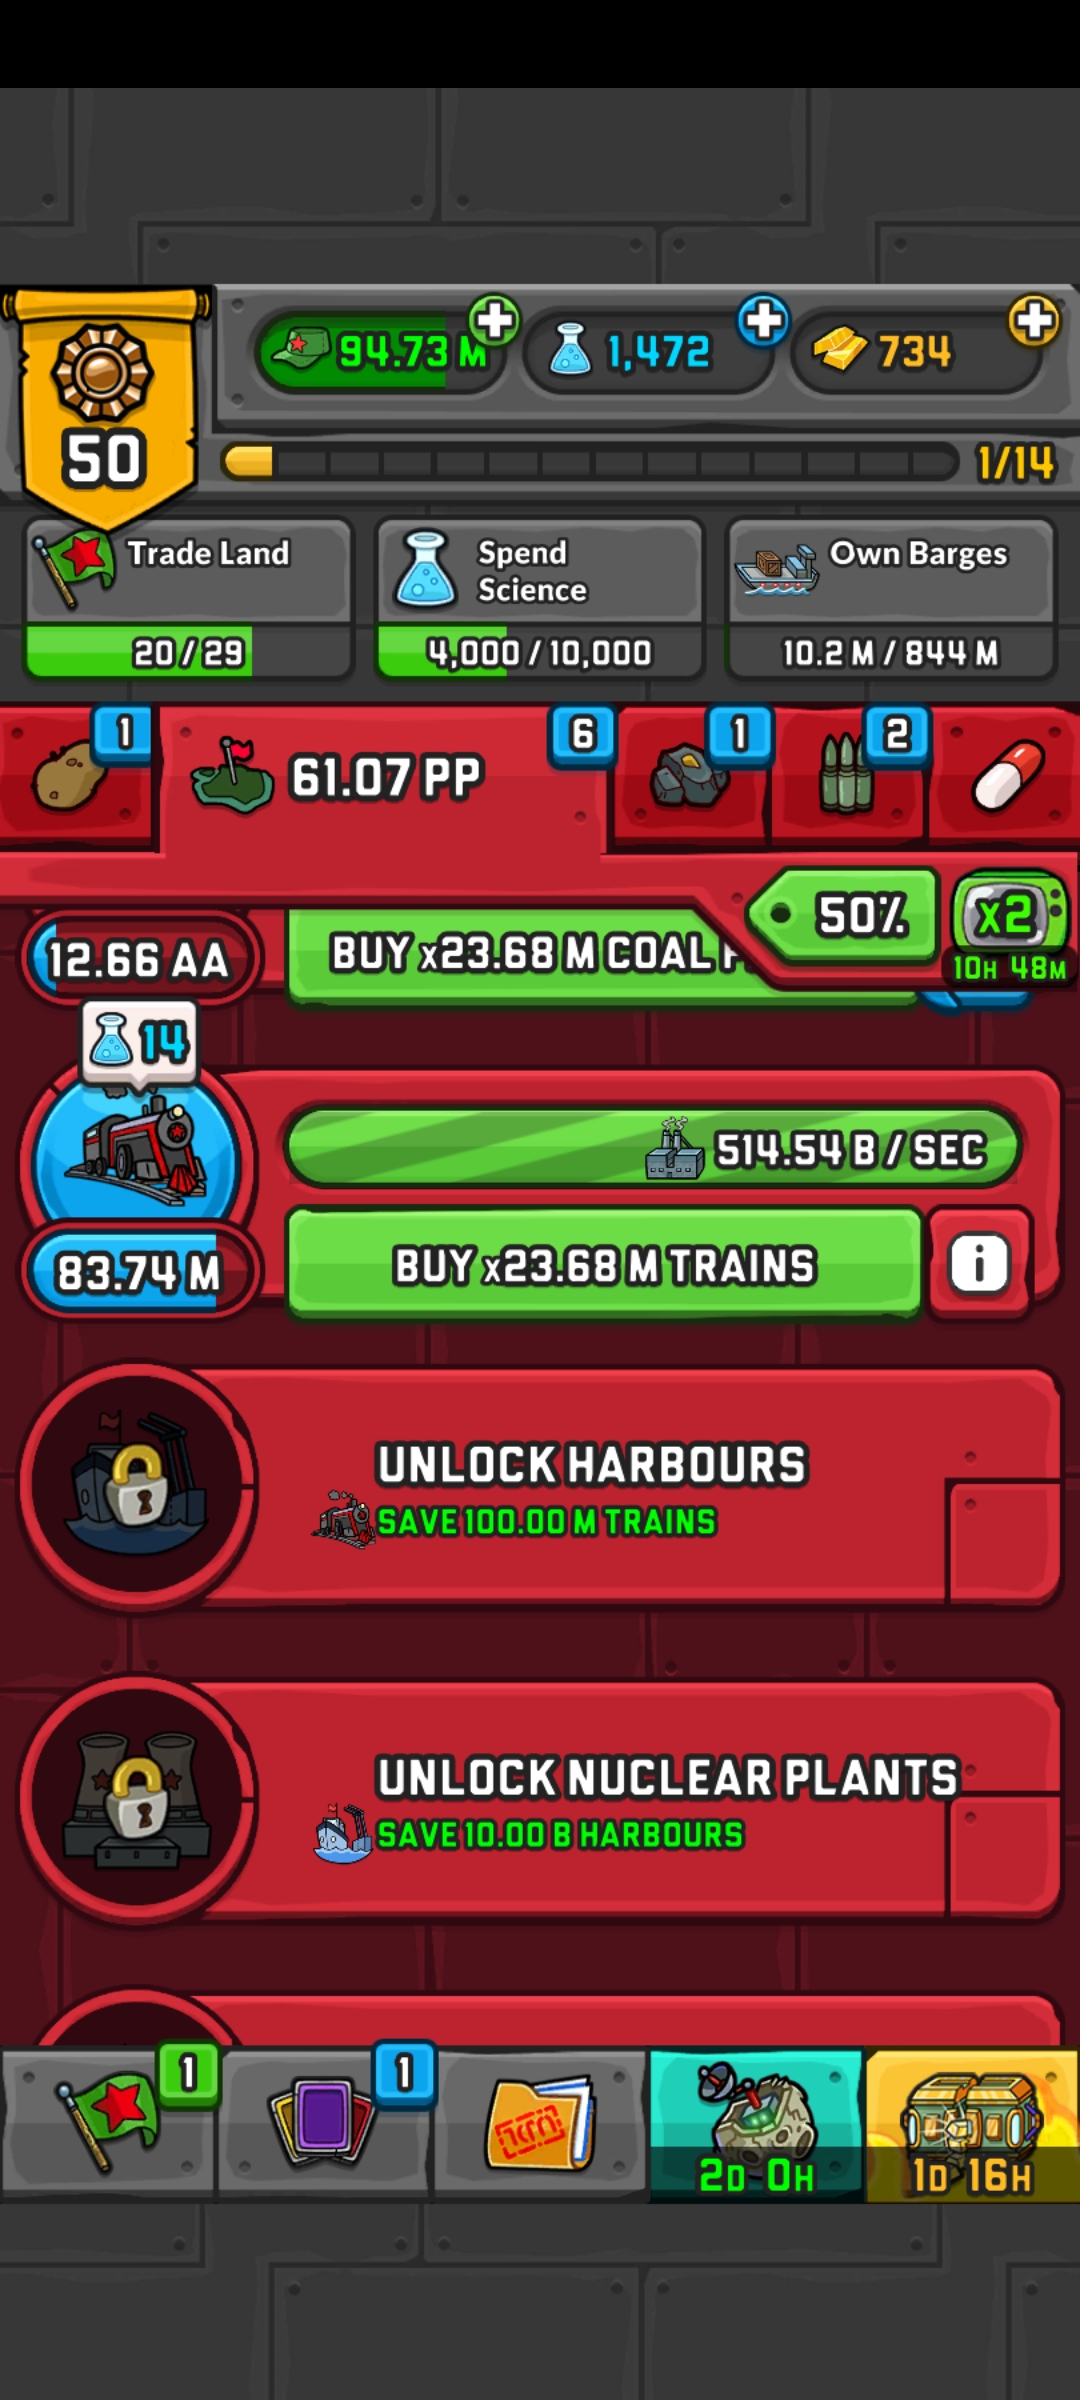 94.73 M
1,472
734
50
1/14
Trade Land
20/29
Spend
Science
4,000/10,000
Own Barges
10.2 M/844 M
1
61.07 PP
6
1
2
50%
x2
10H 48M
12.66 AA
BUY x23.68 M COAL
14
514.54 B / SEC
83.74 M
BUY x23.68 M TRAINS
i
UNLOCK HARBOURS
SAVE 100.00 M TRAINS
UNLOCK NUCLEAR PLANTS
SAVE 10.00 B HARBOURS
1
1
2D 0H
1D 16H